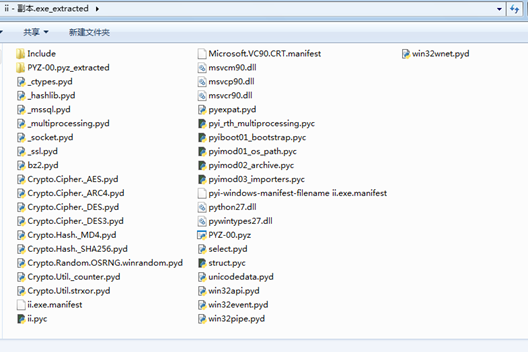 ii - 副本.exe_extracted
共享
新建文件夹
Include
PYZ-00.pyz_extracted
_ctypes.pyd
_hashlib.pyd
_mssql.pyd
_multiprocessing.pyd
_socket.pyd
_ssl.pyd
bz2.pyd
Crypto.Cipher._AES.pyd
Crypto.Cipher._ARC4.pyd
Crypto.Cipher._DES.pyd
Crypto.Cipher._DES3.pyd
Crypto.Hash._MD4.pyd
Crypto.Hash._SHA256.pyd
Crypto.Random.OSRNG.winrandom.pyd
Crypto.Util._counter.pyd
Crypto.Util.strxor.pyd
ii.exe.manifest
ii.pyc
Microsoft.VC90.CRT.manifest
msvcm90.dll
msvcp90.dll
msvcr90.dll
pyexpat.pyd
pyi_rth_multiprocessing.pyc
pyiboot01_bootstrap.pyc
pyimod01_os_path.pyc
pyimod02_archive.pyc
pyimod03_importers.pyc
pyi-windows-manifest-filename ii.exe.manifest
python27.dll
pywintypes27.dll
PYZ-00.pyz
select.pyd
struct.pyc
unicodedata.pyd
win32api.pyd
win32event.pyd
win32pipe.pyd
win32wnet.pyd